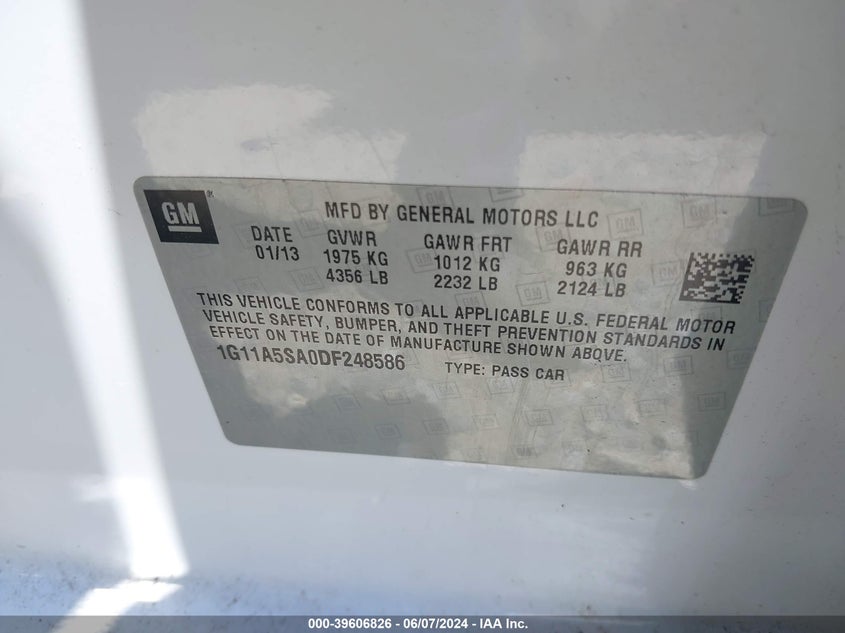 GM
MFD BY GENERAL MOTORS LLC
DATE GVWR GAWR FRT GAWR RR
01/13 1975 KG 1012 KG 963 KG
4356 LB 2232 LB 2124 LB
THIS VEHICLE CONFORMS TO ALL APPLICABLE U.S. FEDERAL MOTOR
VEHICLE SAFETY, BUMPER, AND THEFT PREVENTION STANDARDS IN
EFFECT ON THE DATE OF MANUFACTURE SHOWN ABOVE.
1G11A5SA0DF248586 TYPE: PASS CAR
000-39606826 - 06/07/2024 - IAA Inc.